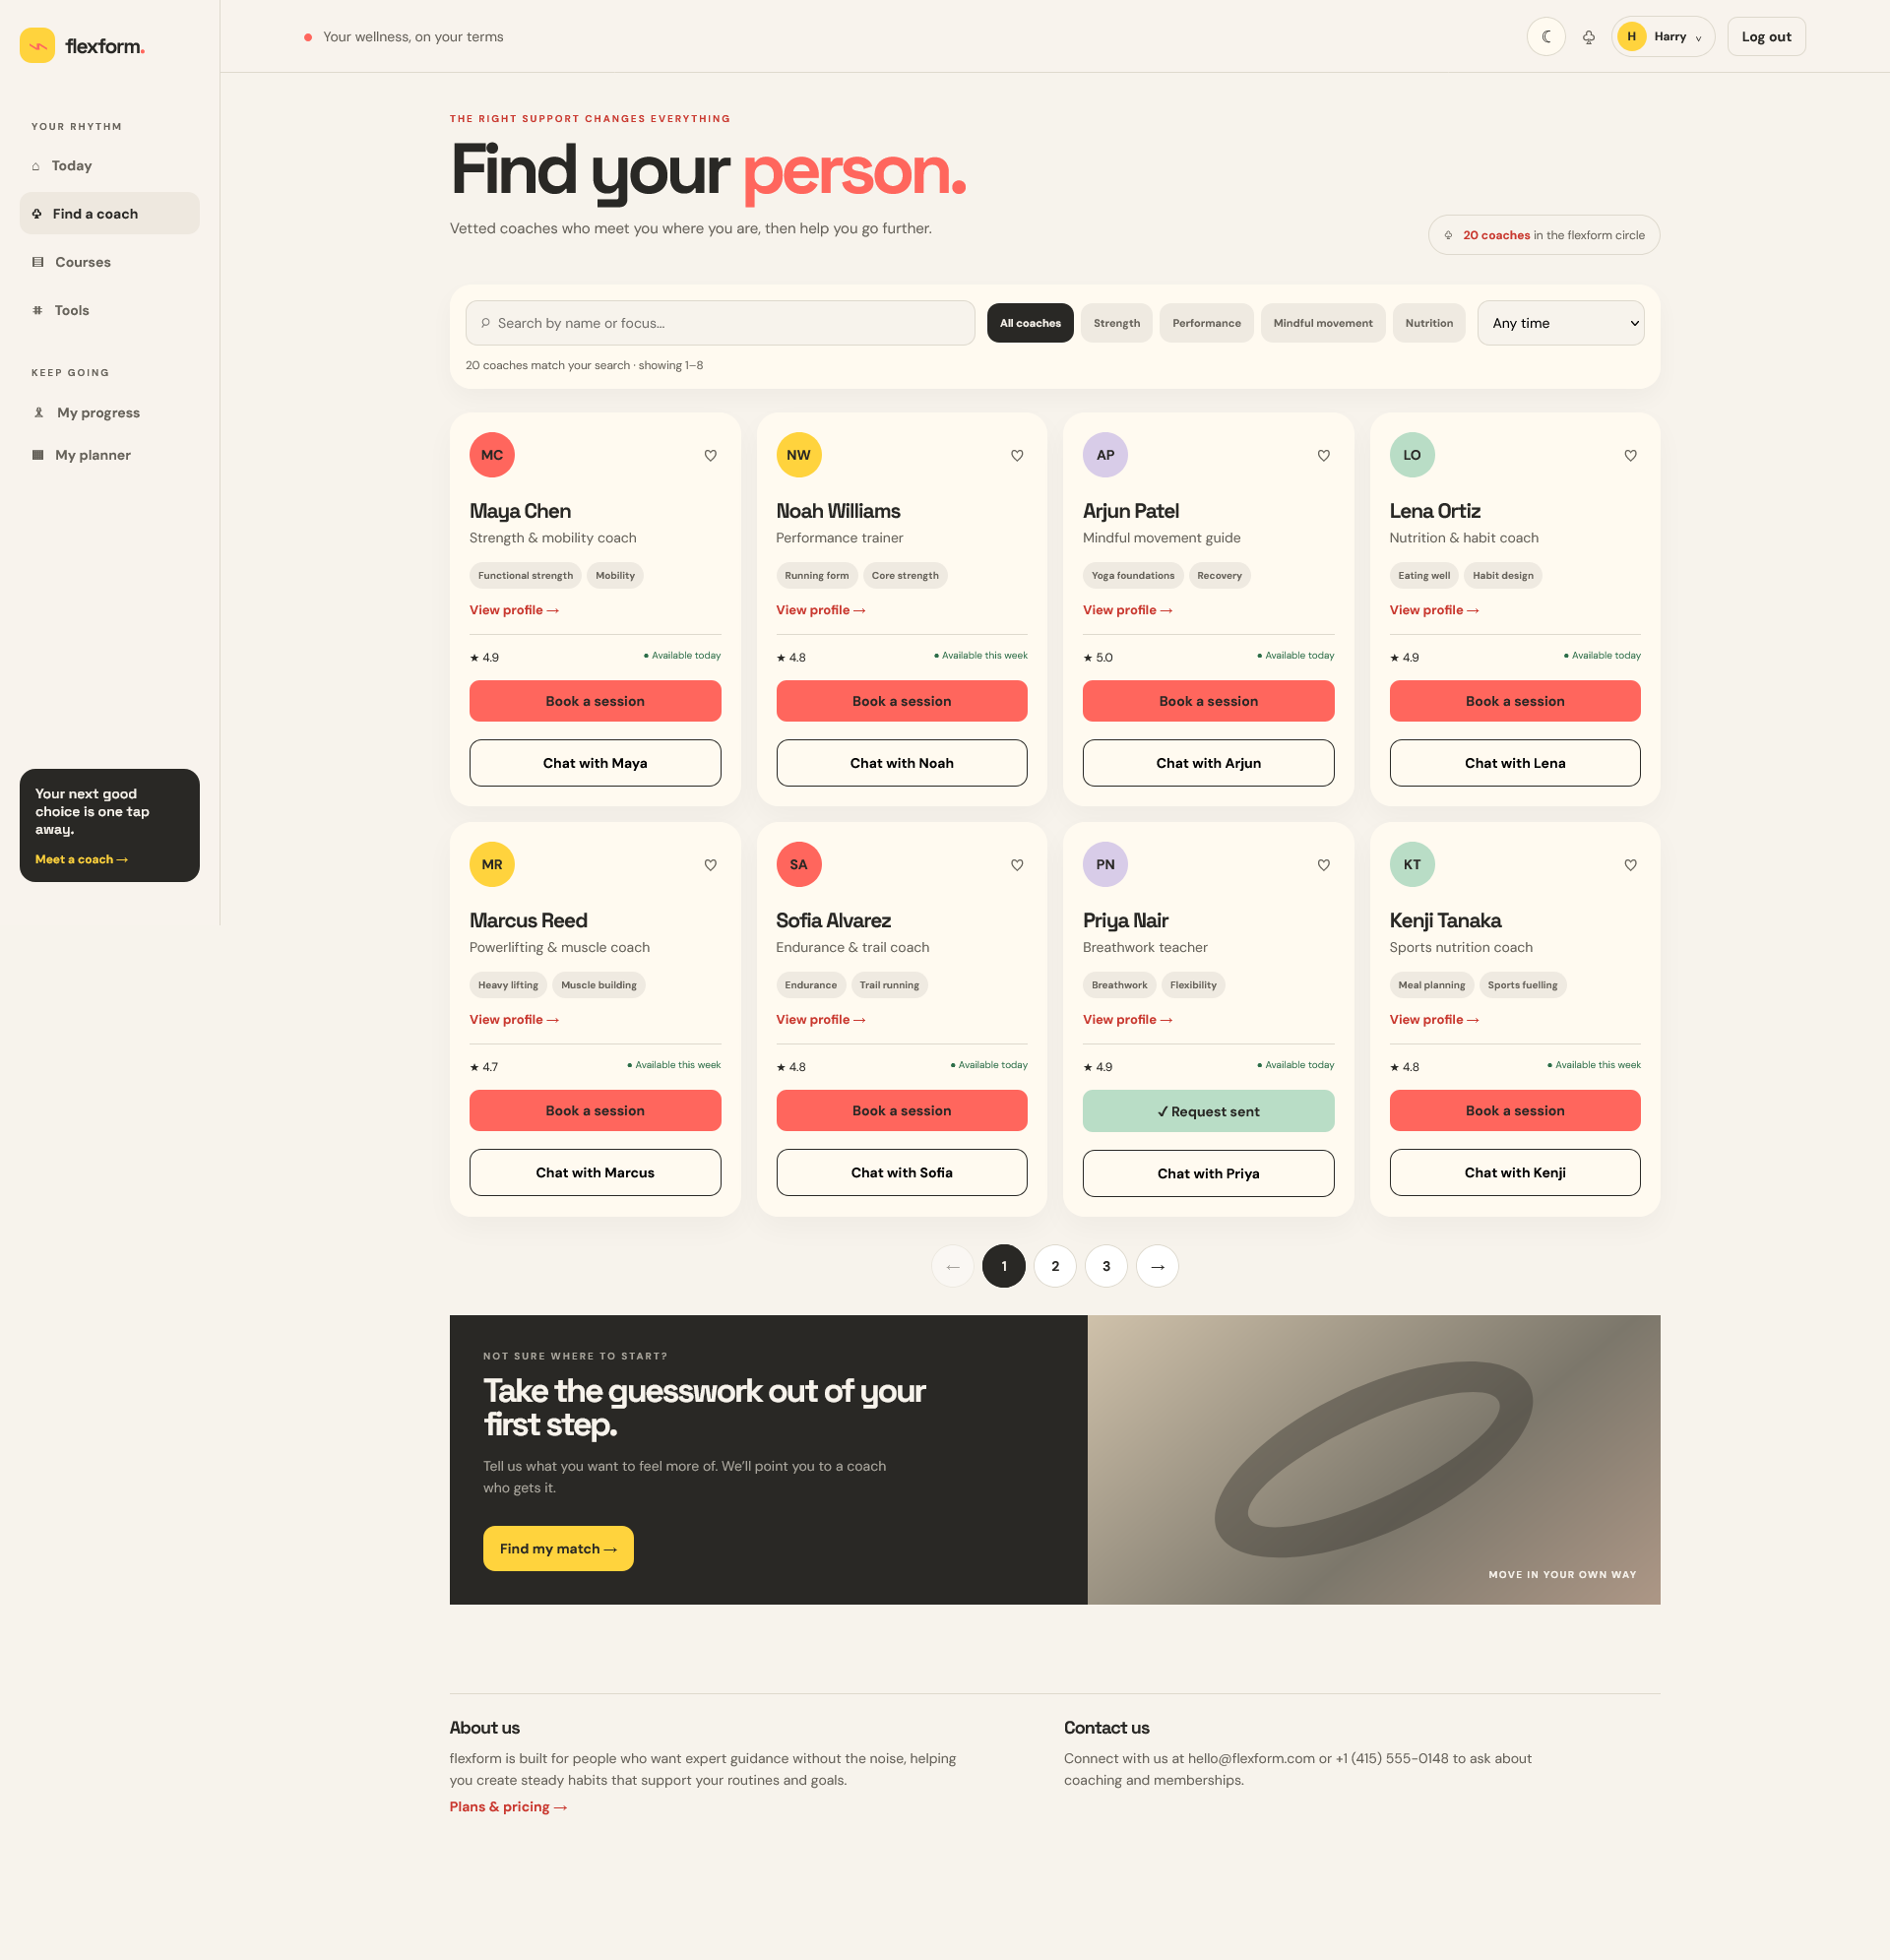 flexform.
YOUR RHYTHM
Today
Find a coach
Courses
Tools
KEEP GOING
My progress
My planner
Your next good
choice is one tap
away.
Meet a coach →
Your wellness, on your terms
H Harry
Log out
THE RIGHT SUPPORT CHANGES EVERYTHING
Find your person.
Vetted coaches who meet you where you are, then help you go further.
20 coaches in the flexform circle
Search by name or focus...
All coaches Strength Performance Mindful movement Nutrition Any time
20 coaches match your search · showing 1–8
MC
Maya Chen
Strength & mobility coach
Functional strength Mobility
View profile →
★ 4.9 ● Available today
Book a session
Chat with Maya
NW
Noah Williams
Performance trainer
Running form Core strength
View profile →
★ 4.8 ● Available this week
Book a session
Chat with Noah
AP
Arjun Patel
Mindful movement guide
Yoga foundations Recovery
View profile →
★ 5.0 ● Available today
Book a session
Chat with Arjun
LO
Lena Ortiz
Nutrition & habit coach
Eating well Habit design
View profile →
★ 4.9 ● Available today
Book a session
Chat with Lena
MR
Marcus Reed
Powerlifting & muscle coach
Heavy lifting Muscle building
View profile →
★ 4.7 ● Available this week
Book a session
Chat with Marcus
SA
Sofia Alvarez
Endurance & trail coach
Endurance Trail running
View profile →
★ 4.8 ● Available today
Book a session
Chat with Sofia
PN
Priya Nair
Breathwork teacher
Breathwork Flexibility
View profile →
★ 4.9 ● Available today
✓ Request sent
Chat with Priya
KT
Kenji Tanaka
Sports nutrition coach
Meal planning Sports fuelling
View profile →
★ 4.8 ● Available this week
Book a session
Chat with Kenji
← 1 2 3 →
NOT SURE WHERE TO START?
Take the guesswork out of your
first step.
Tell us what you want to feel more of. We’ll point you to a coach
who gets it.
Find my match →
MOVE IN YOUR OWN WAY
About us
flexform is built for people who want expert guidance without the noise, helping
you create steady habits that support your routines and goals.
Plans & pricing →
Contact us
Connect with us at hello@flexform.com or +1 (415) 555-0148 to ask about
coaching and memberships.